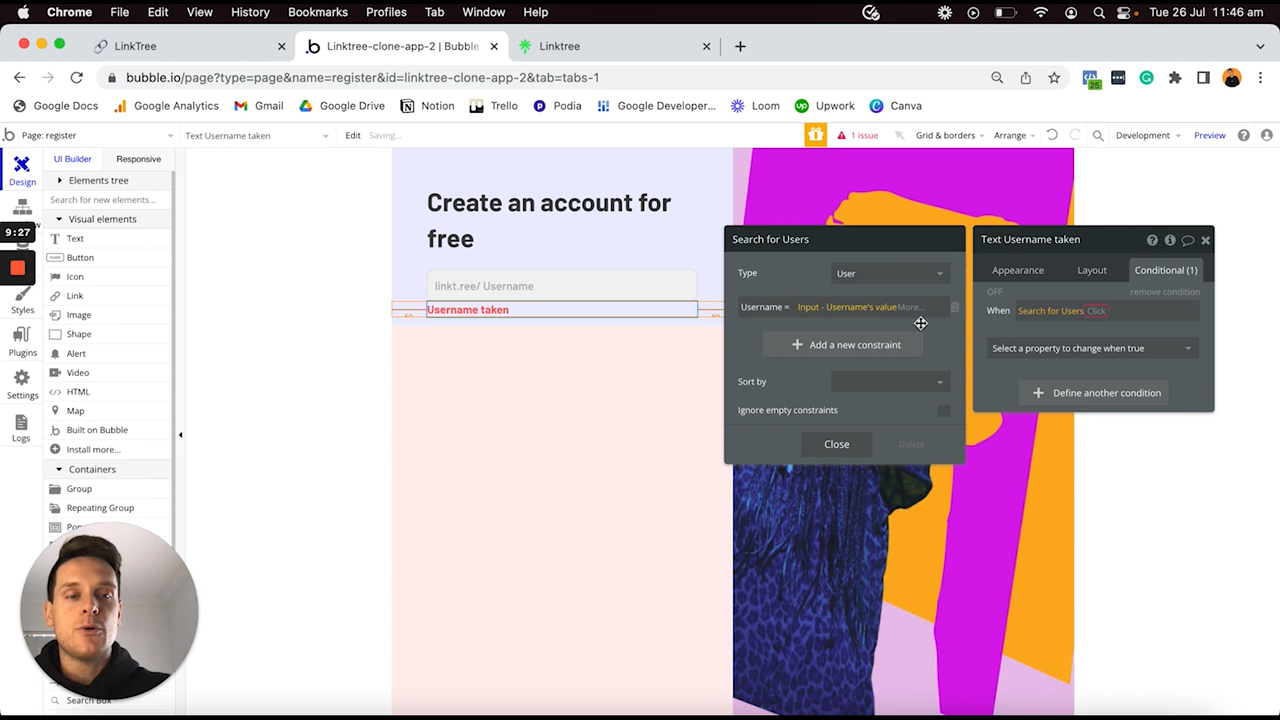 Chrome File Edit View History Bookmarks Profiles Tab Window Help Tue 26 Jul 11:46 am
LinkTree Linktree-clone-app-2 | Bubble Linktree
bubble.io/page?type=page&name=register&id=linktree-clone-app-2&tab=tabs-1
25
Google Docs Google Analytics Gmail Google Drive Notion Trello Podia Google Developer... Loom Upwork Canva
Page: register Text Username taken Edit Saving... 1 issue Grid & borders Arrange Development Preview
Design
Styles
Plugins
Settings
Logs
9:27
UI Builder Responsive
Elements tree
Search for new elements...
Visual elements
Text
Button
Icon
Link
Image
Shape
Alert
Video
HTML
Map
Built on Bubble
Install more...
Containers
Group
Repeating Group
Search Box
Create an account for
free
linkt.ree/ Username
Username taken
60 60
Search for Users
Type User
Username = Input - Username's value More...
Add a new constraint
Sort by
Ignore empty constraints
Close Delete
Text Username taken
Appearance Layout Conditional (1)
OFF remove condition
When Search for Users Click
Select a property to change when true
Define another condition